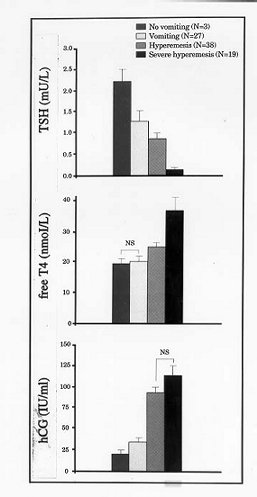 No vomiting (N=3)
Vomiting (N=27)
Hyperemesis (N=38)
Severe hyperemesis (N=19)
TSH (mU/L)
3.0
2.5
2.0
1.5
1.0
0.5
0.0
free T4 (nmol/L)
40
30
20
10
0
NS
hCG (IU/ml)
150
125
100
75
50
25
0
NS